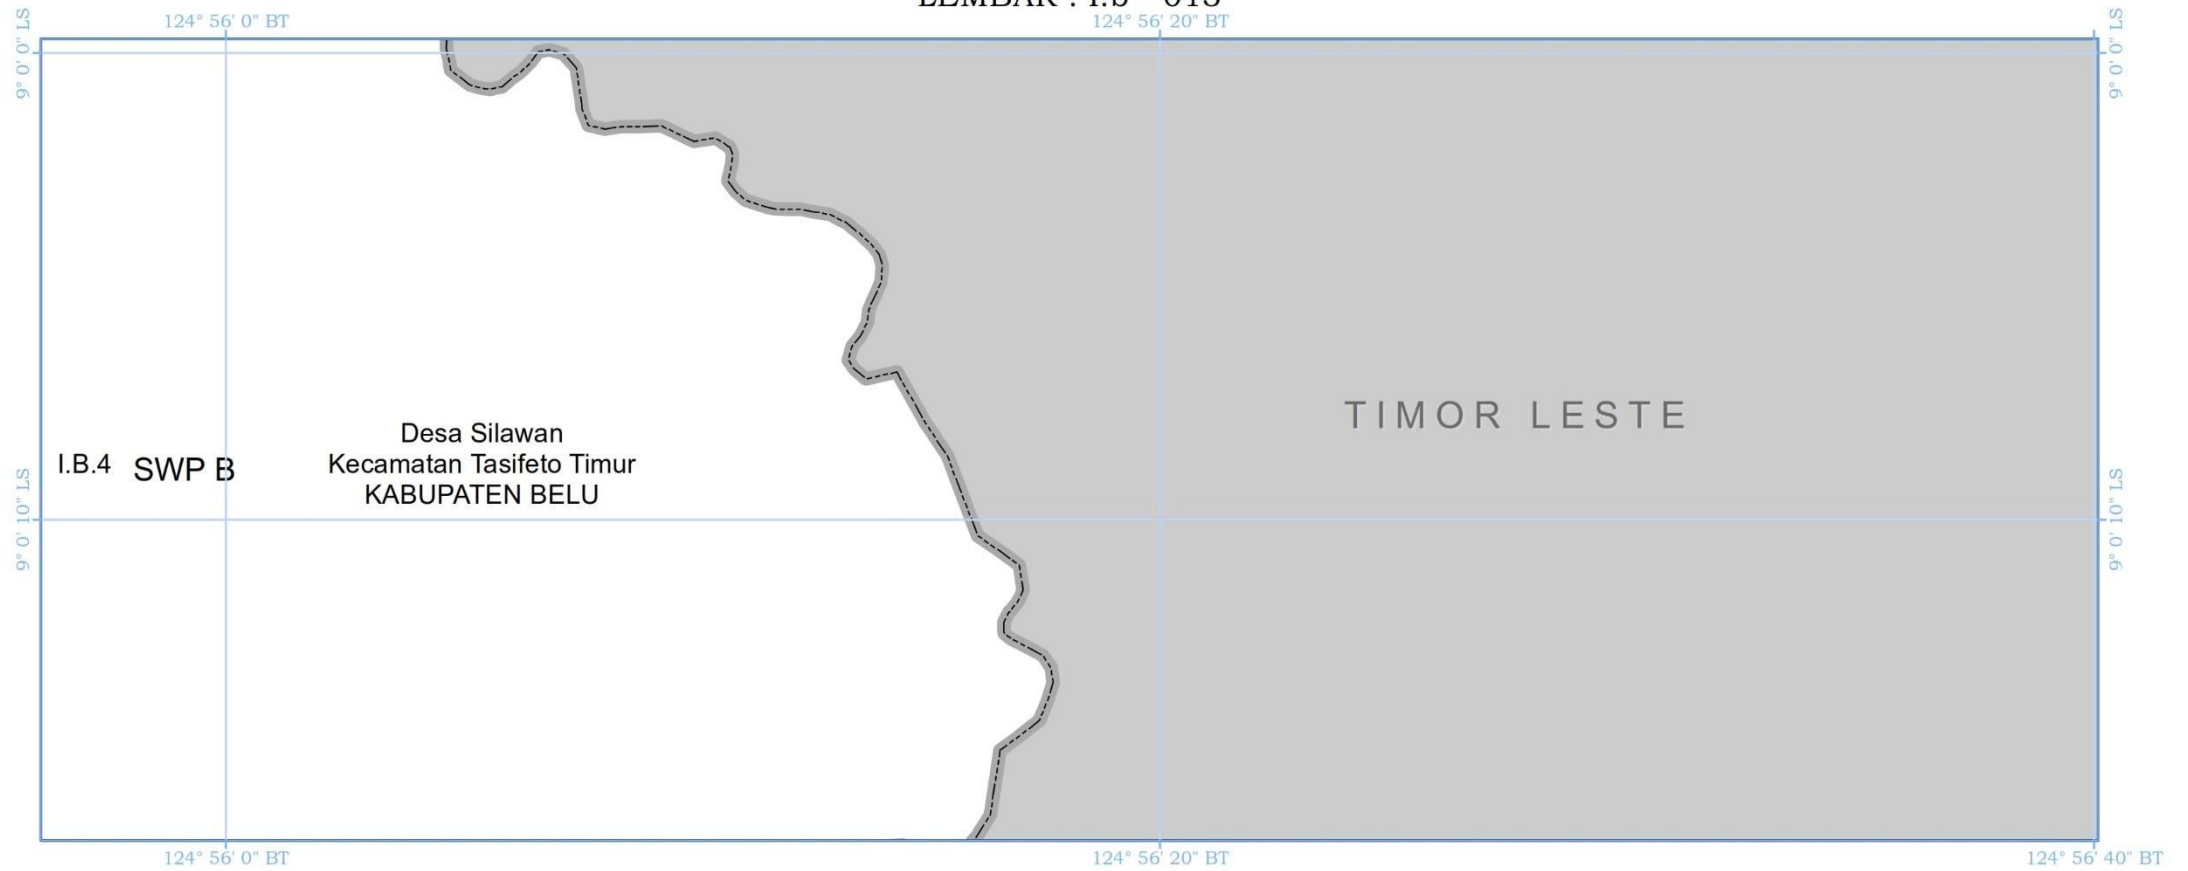 124° 56' 0" BT
124° 56' 20" BT
9° 0' 0" LS
9° 0' 0" LS
TIMOR LESTE
Desa Silawan
I.B.4 SWP B
Kecamatan Tasifeto Timur
KABUPATEN BELU
9° 0' 10" LS
9° 0' 10" LS
124° 56' 0" BT
124° 56' 20" BT
124° 56' 40" BT